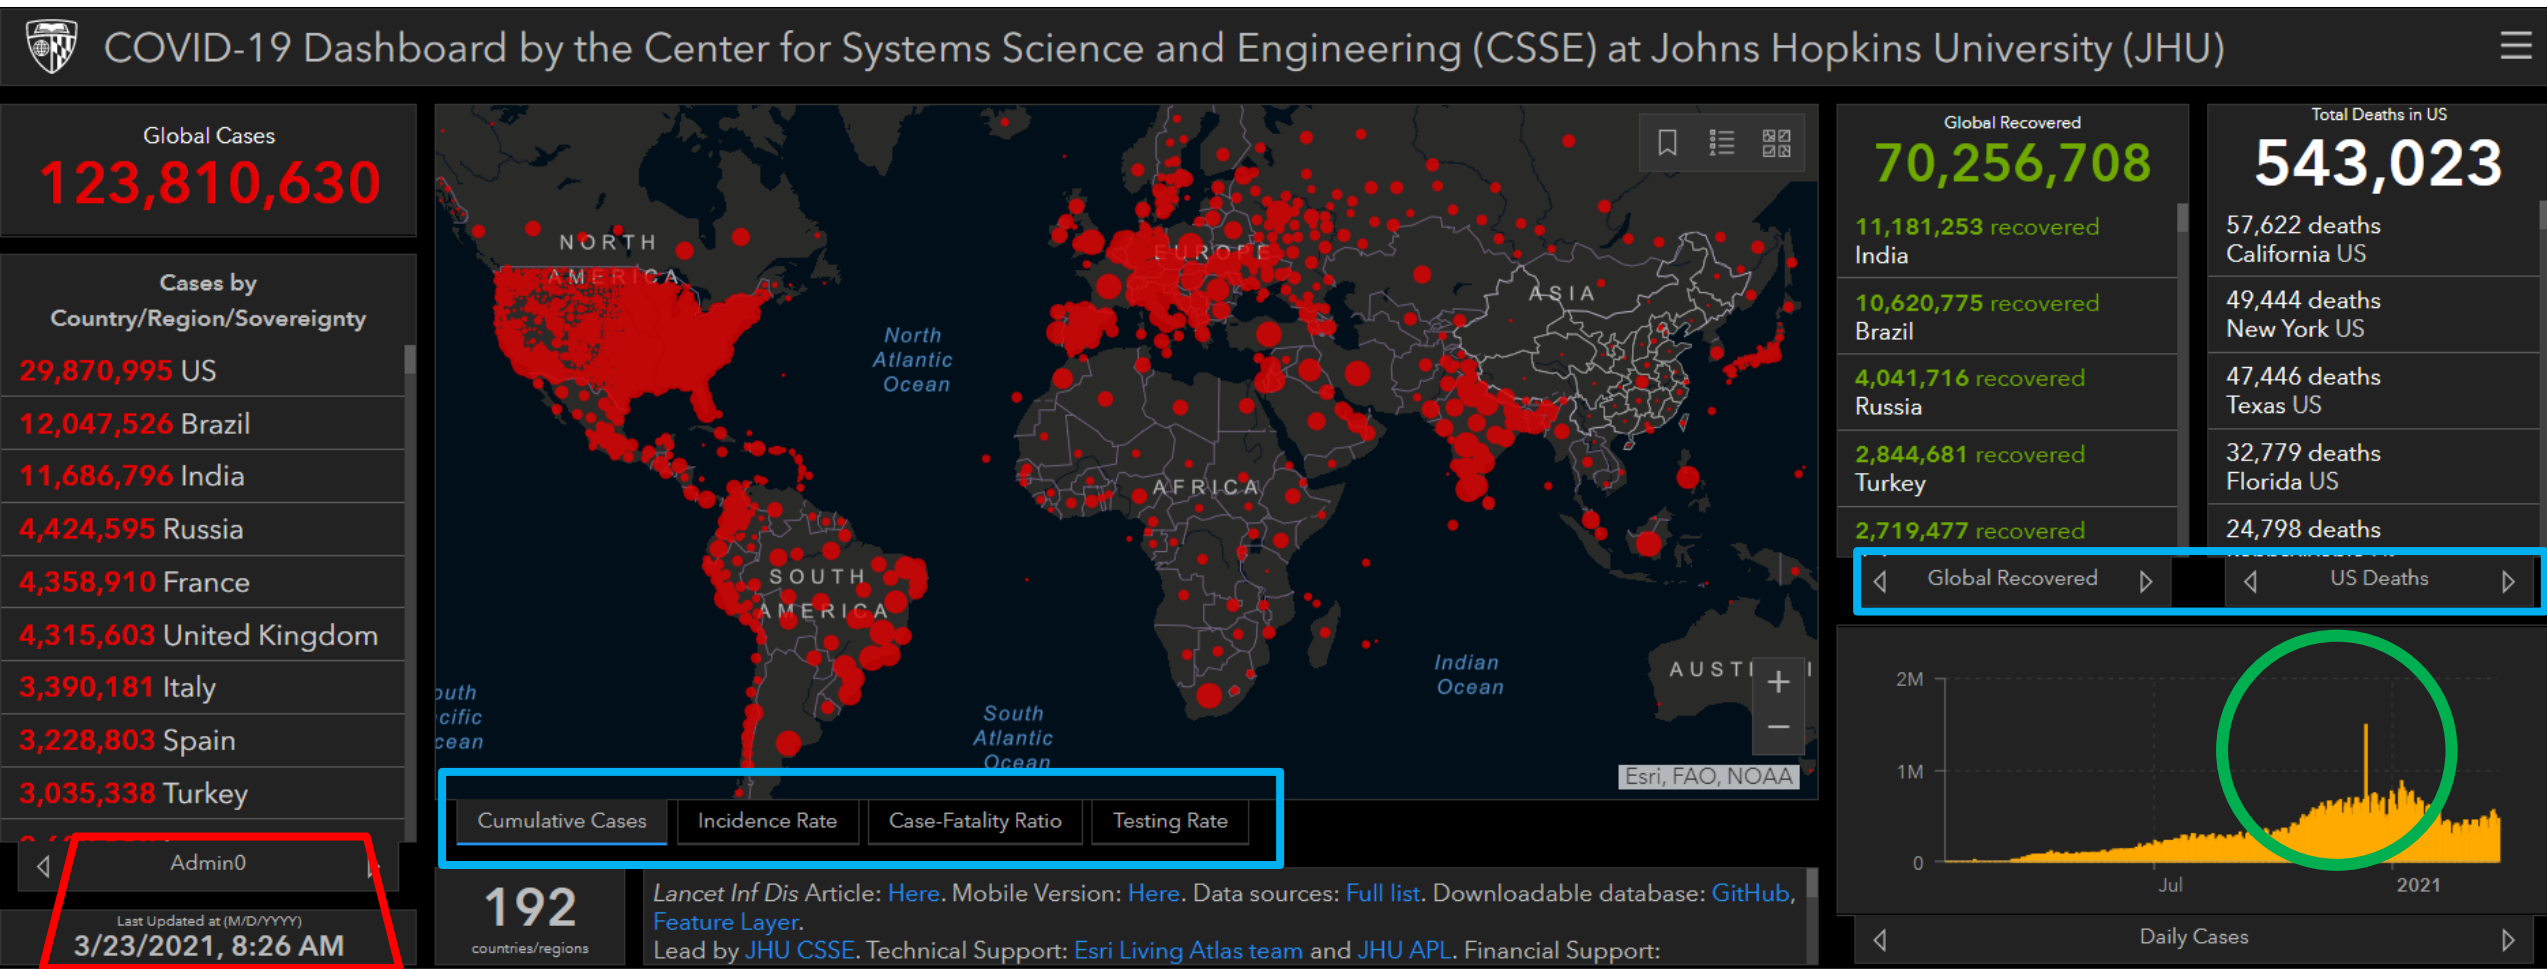 COVID-19 Dashboard by the Center for Systems Science and Engineering (CSSE) at Johns Hopkins University (JHU)
Global Cases
123,810,630
Cases by
Country/Region/Sovereignty
29,870,995 US
12,047,526 Brazil
11,686,796 India
4,424,595 Russia
4,358,910 France
4,315,603 United Kingdom
3,390,181 Italy
3,228,803 Spain
3,035,338 Turkey
Admin0
Last Updated at (M/D/YYYY)
3/23/2021, 8:26 AM
NORTH
AMERICA
EUROPE
ASIA
North
Atlantic
Ocean
AFRICA
SOUTH
AMERICA
Indian
Ocean
South
Atlantic
Ocean
Esri, FAO, NOAA
Cumulative Cases
Incidence Rate
Case-Fatality Ratio
Testing Rate
192
countries/regions
Lancet Inf Dis Article: Here. Mobile Version: Here. Data sources: Full list. Downloadable database: GitHub,
Feature Layer.
Lead by JHU CSSE. Technical Support: Esri Living Atlas team and JHU APL. Financial Support:
Global Recovered
70,256,708
11,181,253 recovered
India
10,620,775 recovered
Brazil
4,041,716 recovered
Russia
2,844,681 recovered
Turkey
2,719,477 recovered
Global Recovered
Total Deaths in US
543,023
57,622 deaths
California US
49,444 deaths
New York US
47,446 deaths
Texas US
32,779 deaths
Florida US
24,798 deaths
US Deaths
2M
1M
0
Jul
2021
Daily Cases